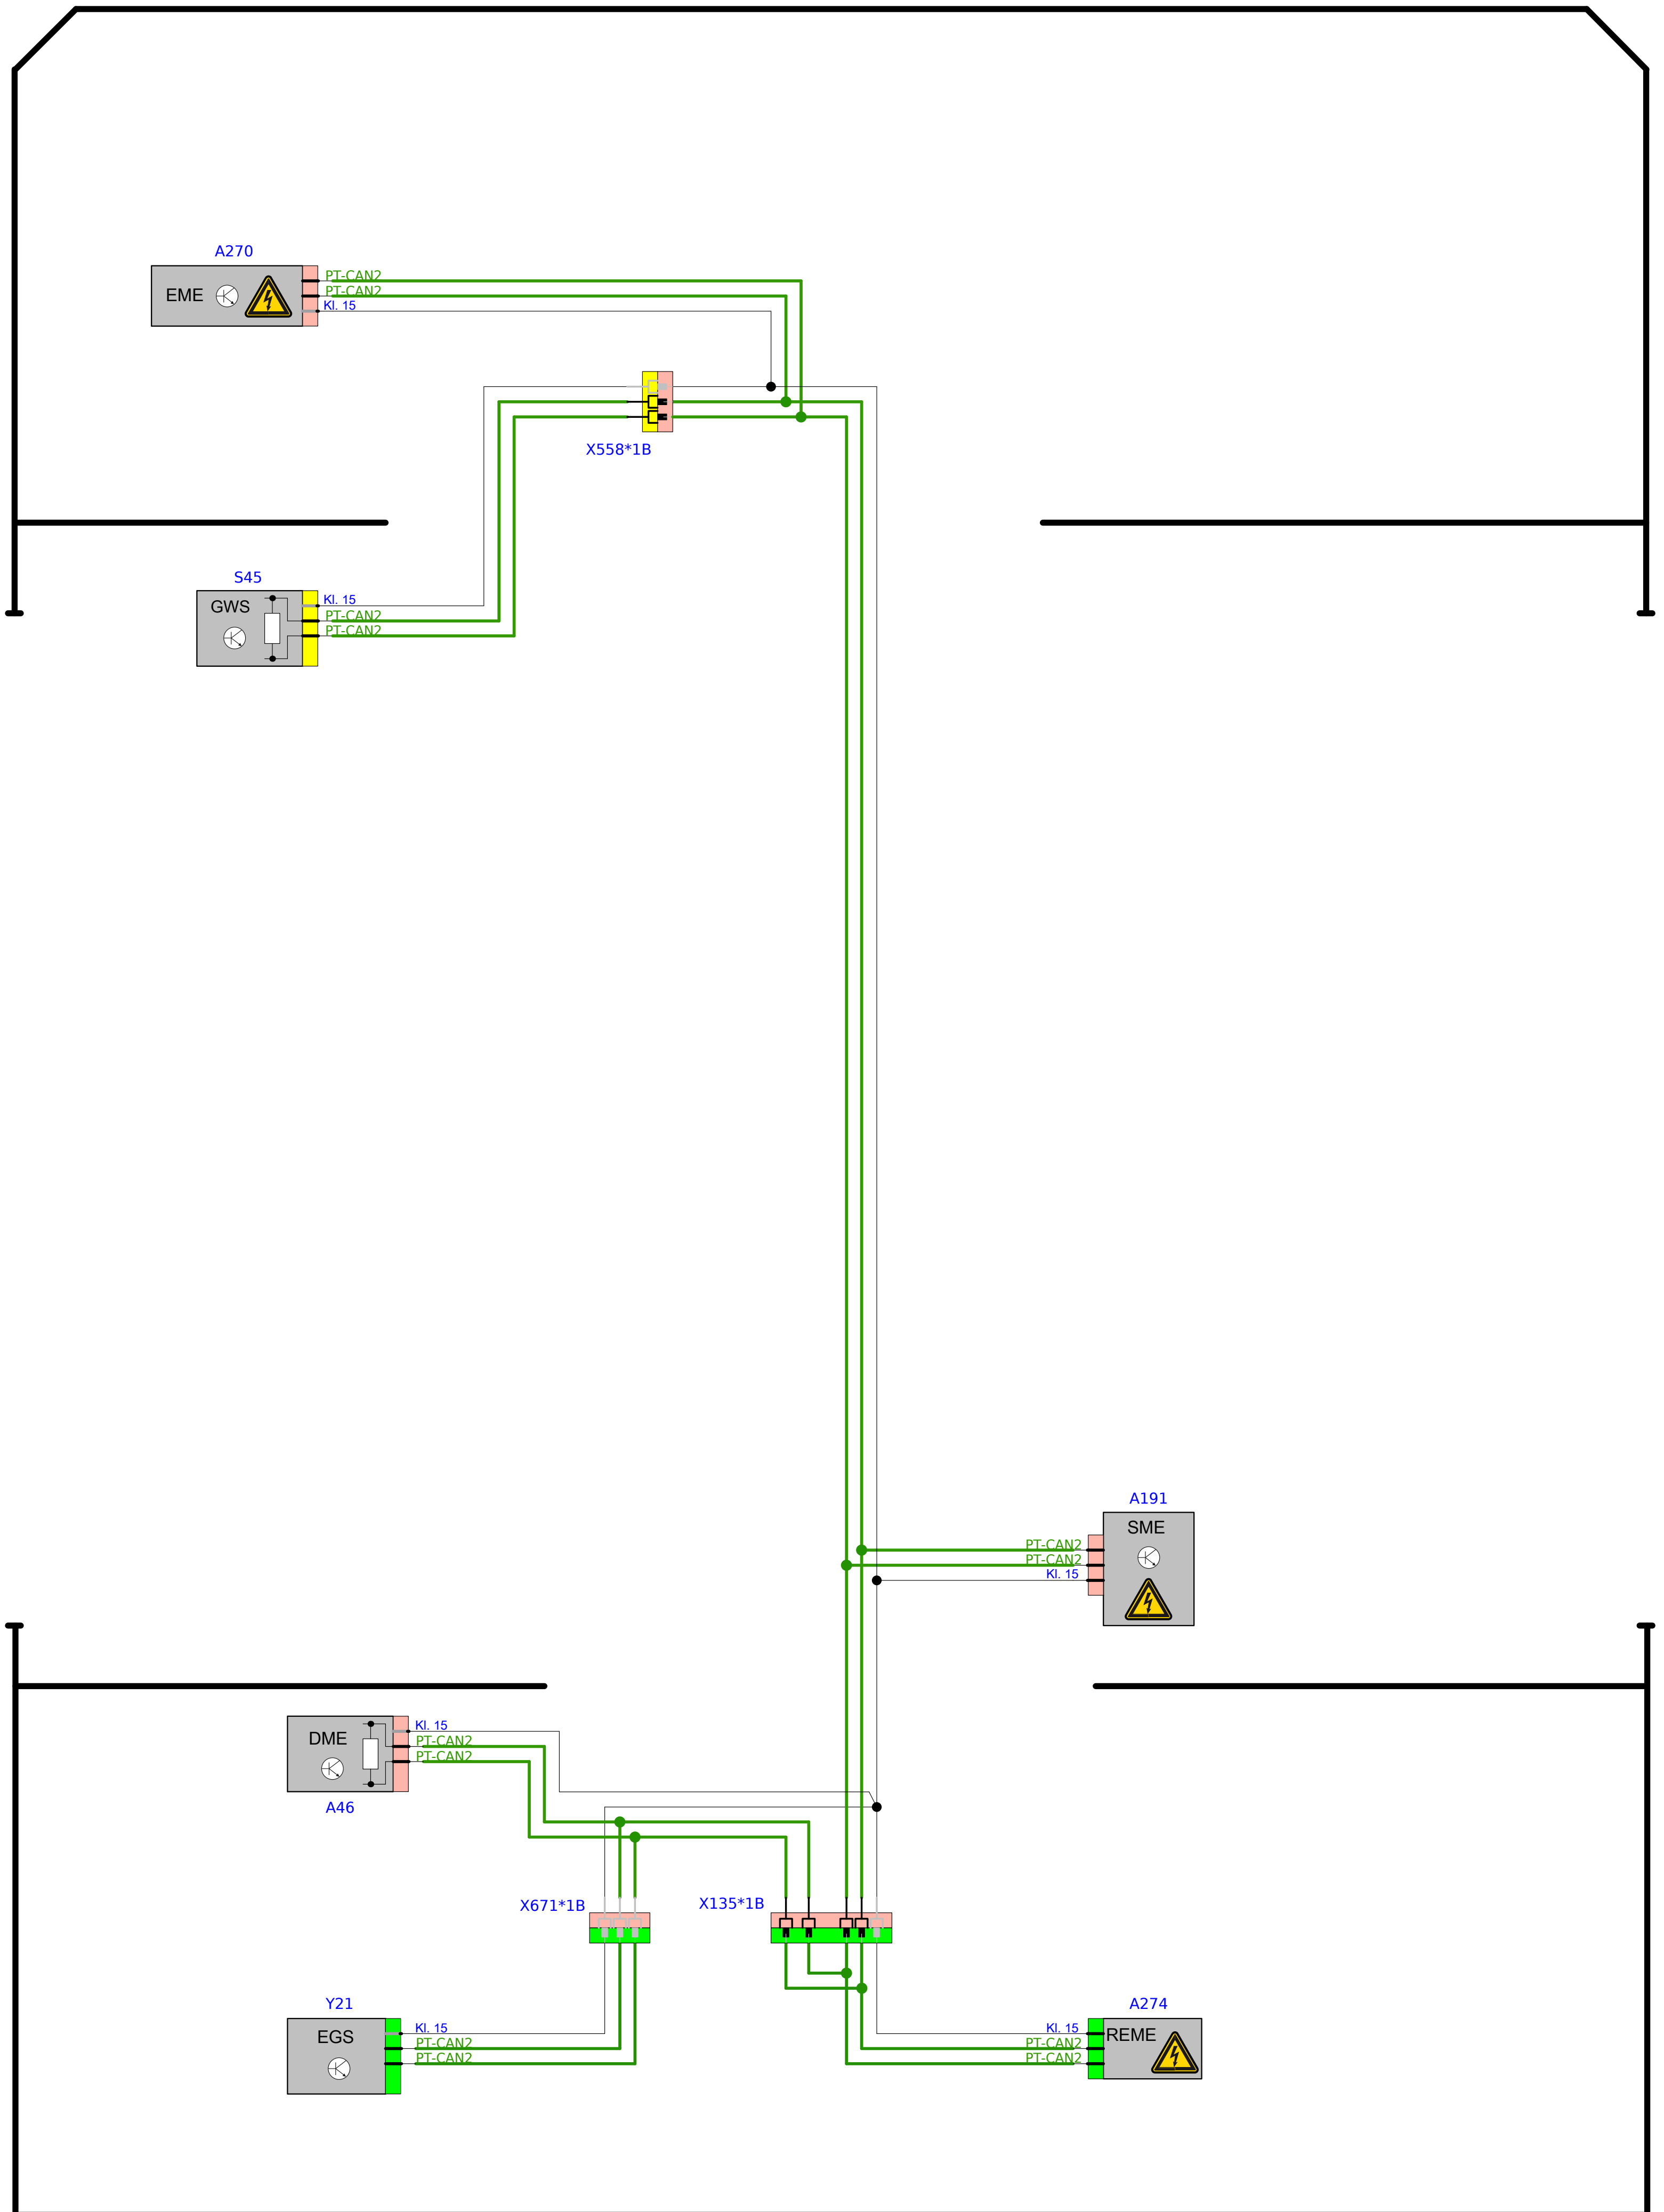 A270
EME
PT-CAN2
PT-CAN2
Kl. 15
X558*1B
S45
GWS
Kl. 15
PT-CAN2
PT-CAN2
A191
SME
PT-CAN2
PT-CAN2
Kl. 15
DME
Kl. 15
PT-CAN2
PT-CAN2
A46
X671*1B
X135*1B
Y21
EGS
Kl. 15
PT-CAN2
PT-CAN2
A274
REME
Kl. 15
PT-CAN2
PT-CAN2